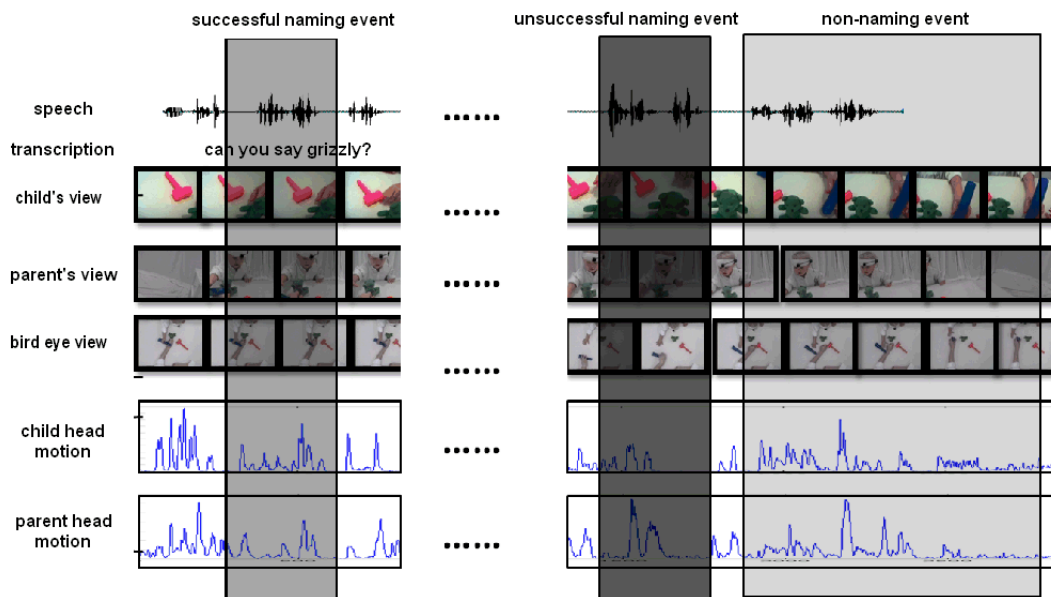 successful naming event
unsuccessful naming event
non-naming event
speech
......
transcription
can you say grizzly?
child's view
......
parent's view
......
bird eye view
......
child head
motion
......
parent head
motion
......